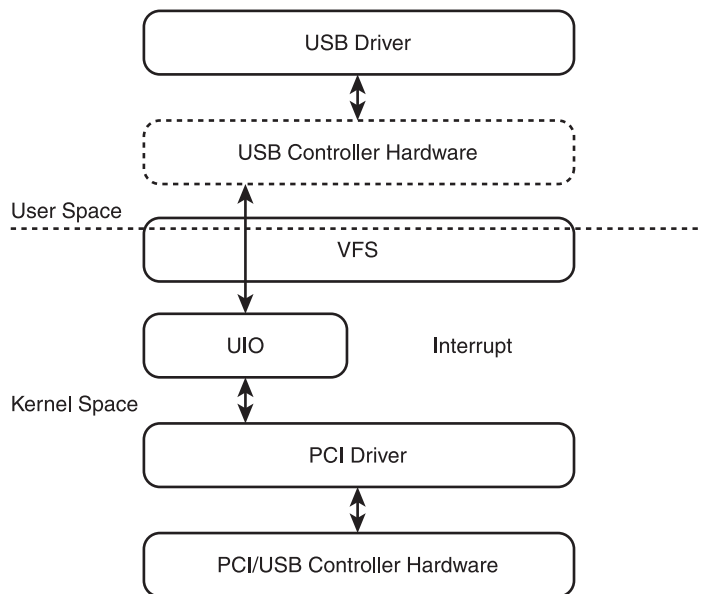 USB Driver
USB Controller Hardware
User Space
VFS
UIO
Interrupt
Kernel Space
PCI Driver
PCI/USB Controller Hardware